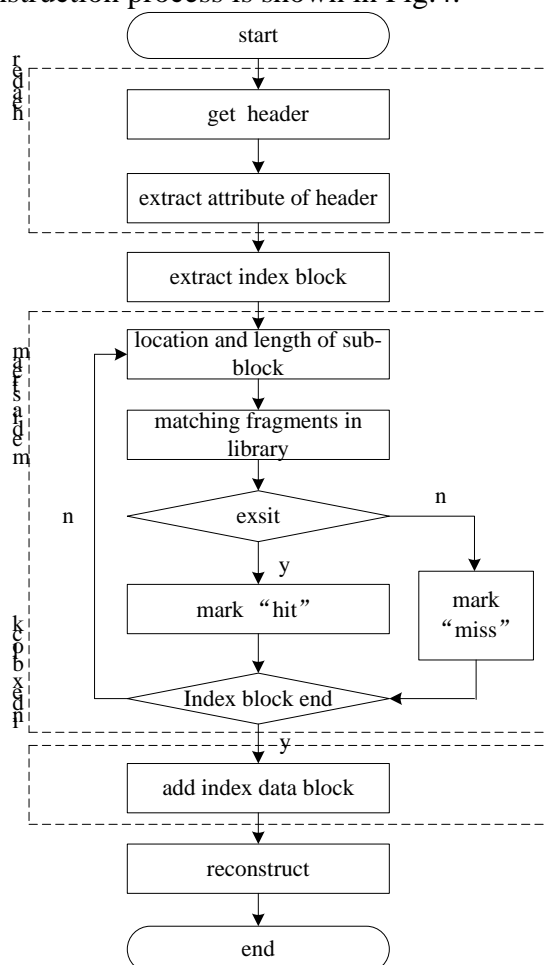 nstruction process is shown in Fig.4.
start
get header
extract attribute of header
extract index block
location and length of sub-
block
matching fragments in
library
exsit
n
y
mark “hit”
mark
“miss”
n
Index block end
y
add index data block
reconstruct
end